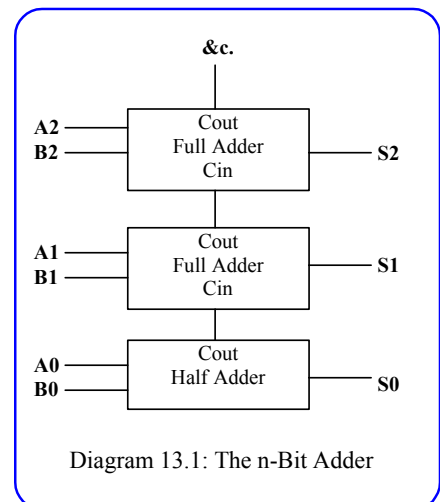 &c.
Cout
A2
Full Adder
B2
S2
Cin
Cout
A1
Full Adder
B1
S1
Cin
Cout
A0
Half Adder
B0
S0
Diagram 13.1: The n-Bit Adder